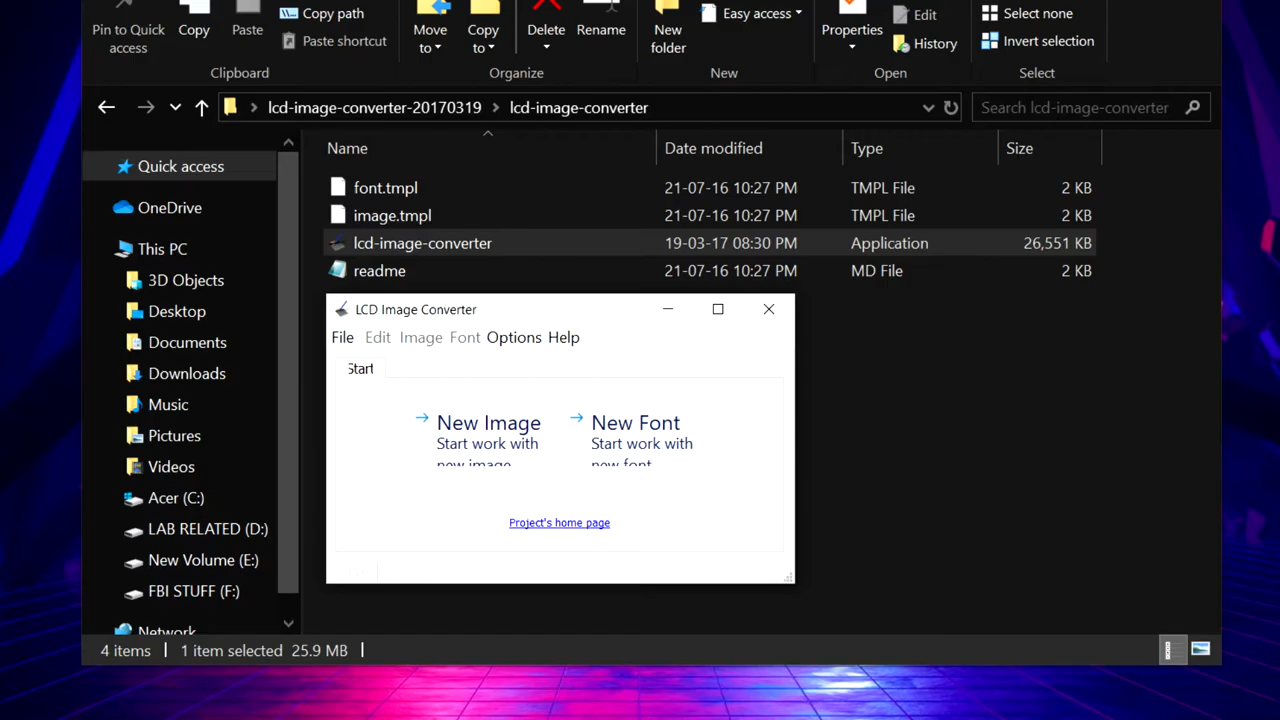 Pin to Quick access
Copy
Paste
Copy path
Paste shortcut
Clipboard
Move to
Copy to
Delete
Rename
Organize
New folder
Easy access
New
Properties
Edit
History
Open
Select none
Invert selection
Select
lcd-image-converter-20170319 lcd-image-converter
Search lcd-image-converter
Name Date modified Type Size
Quick access
OneDrive
This PC
3D Objects
Desktop
Documents
Downloads
Music
Pictures
Videos
Acer (C:)
LAB RELATED (D:)
New Volume (E:)
FBI STUFF (F:)
Network
font.tmpl 21-07-16 10:27 PM TMPL File 2 KB
image.tmpl 21-07-16 10:27 PM TMPL File 2 KB
lcd-image-converter 19-03-17 08:30 PM Application 26,551 KB
readme 21-07-16 10:27 PM MD File 2 KB
LCD Image Converter
File Edit Image Font Options Help
Start
New Image
Start work with
new image
New Font
Start work with
new font
Project's home page
4 items 1 item selected 25.9 MB